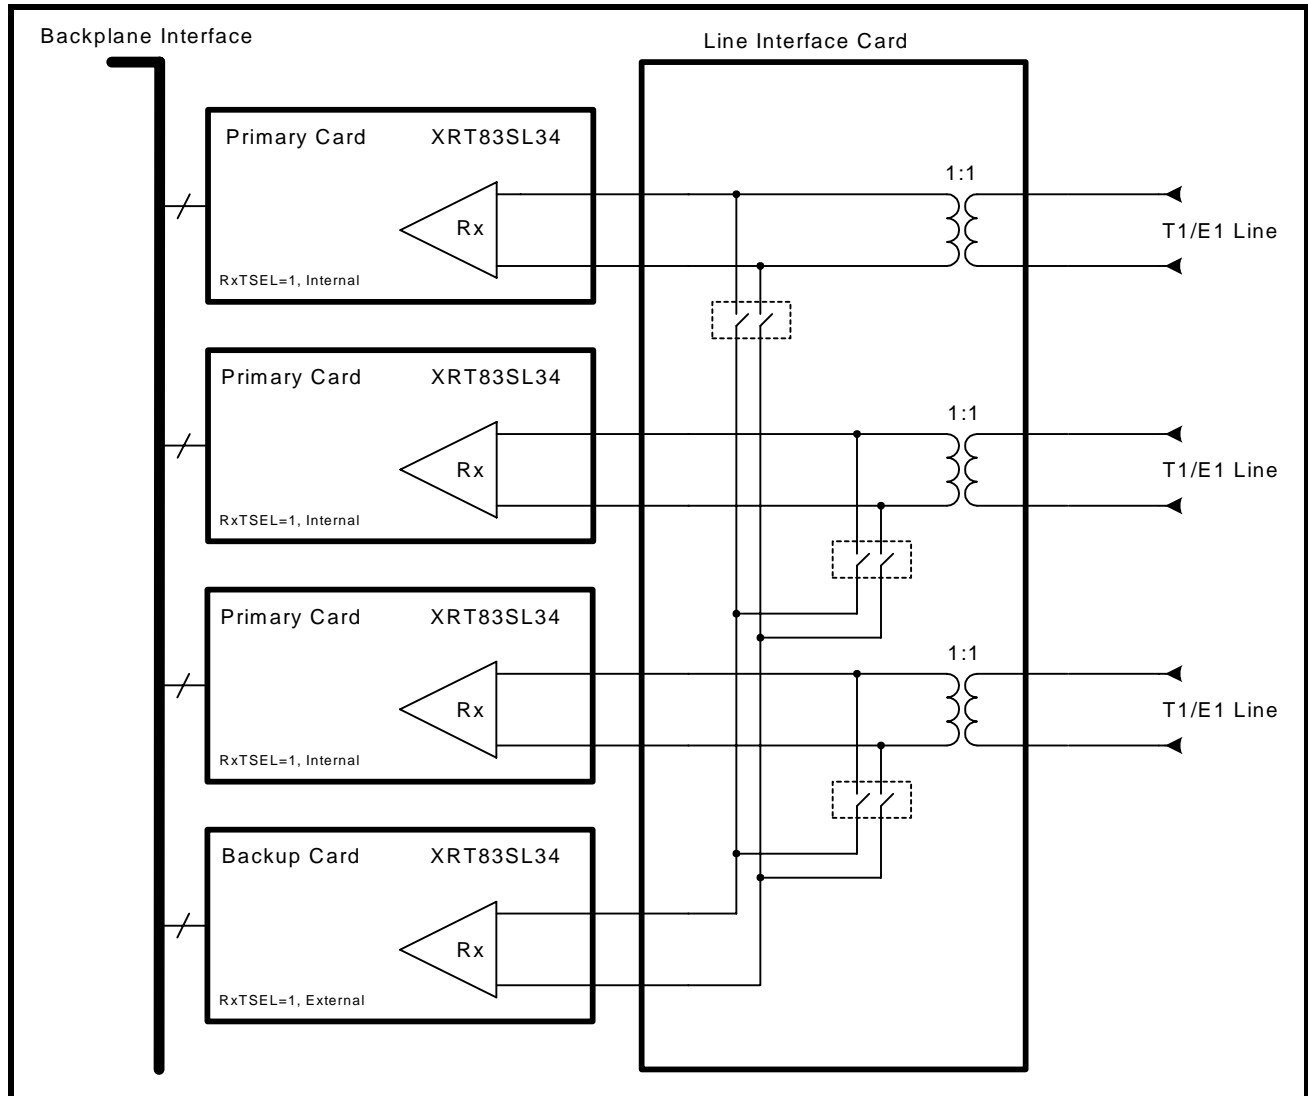 Backplane Interface
Line Interface Card
Primary Card XRT83SL34
1:1
Rx
T1/E1 Line
RxTSEL=1, Internal
Primary Card XRT83SL34
1:1
Rx
T1/E1 Line
RxTSEL=1, Internal
Primary Card XRT83SL34
1:1
Rx
T1/E1 Line
RxTSEL=1, Internal
Backup Card XRT83SL34
Rx
RxTSEL=1, External